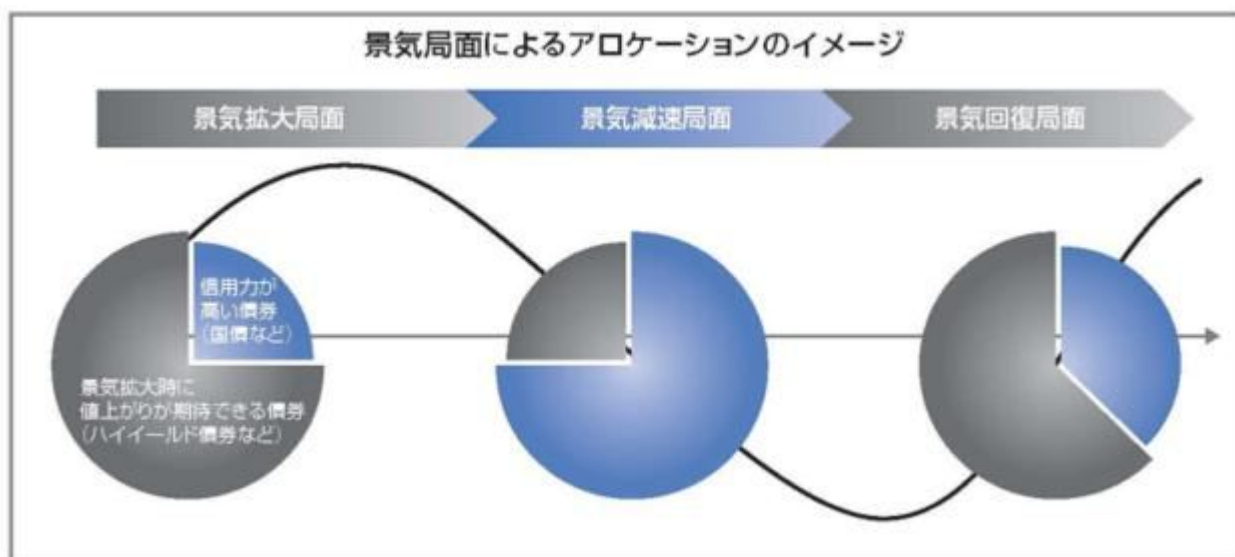 景気局面によるアロケーションのイメージ
景気拡大局面
景気減速局面
景気回復局面
信用力が
高い債券
（国債など）
景気拡大時に
値上がりが期待できる債券
（ハイイールド債券など）